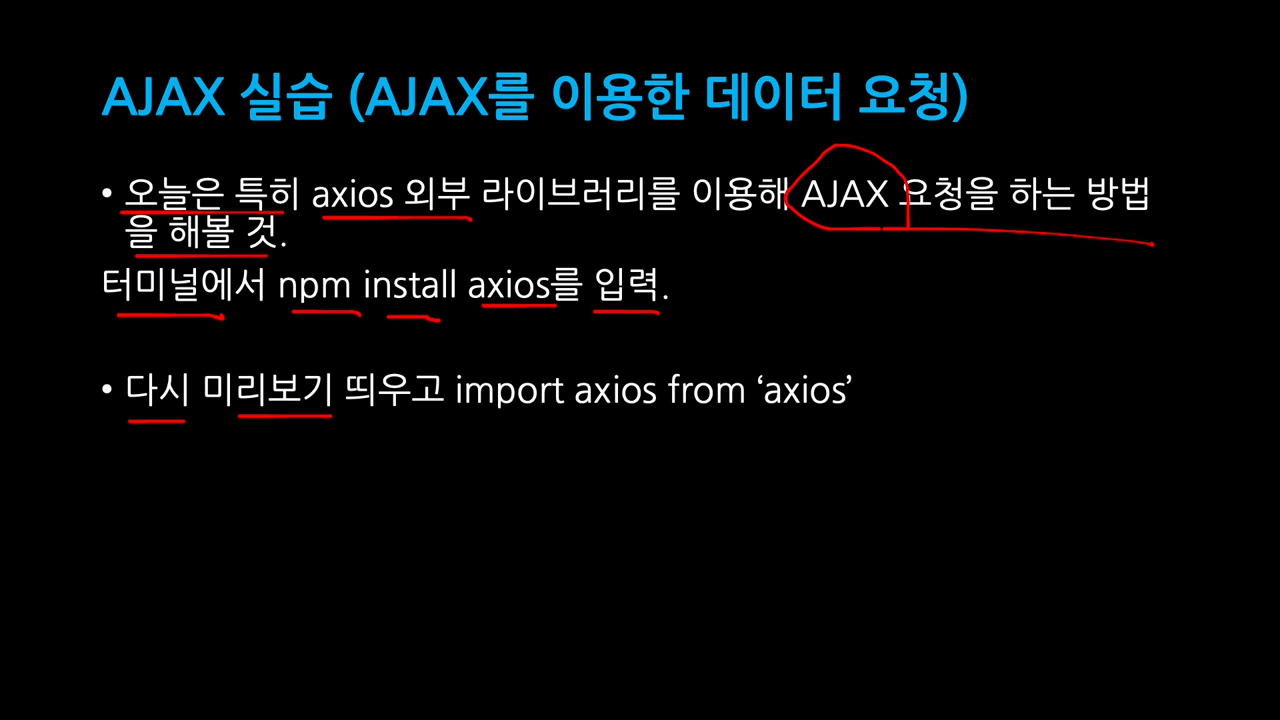 AJAX 실습 (AJAX를 이용한 데이터 요청)
• 오늘은 특히 axios 외부 라이브러리를 이용해 AJAX 요청을 하는 방법
을 해볼 것.
터미널에서 npm install axios를 입력.
• 다시 미리보기 띄우고 import axios from ‘axios’